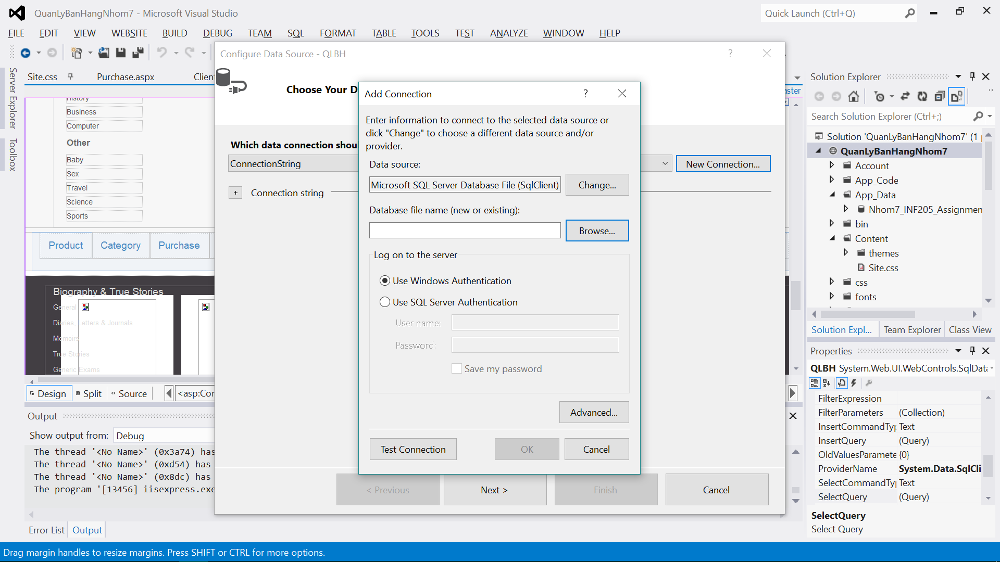 QuanLyBanHangNhom7 - Microsoft Visual Studio
Quick Launch (Ctrl+Q)
FILE EDIT VIEW WEBSITE BUILD DEBUG TEAM SQL FORMAT TABLE TOOLS TEST ANALYZE WINDOW HELP
Server Explorer
Toolbox
Site.css Purchase.aspx Client
History
Business
Computer
Other
Baby
Sex
Travel
Science
Sports
Product Category Purchase
Biography & True Stories
General
Diaries, Letters & Journals
Memoirs
True Stories
Generic Exams
Design Split Source <asp:Cor
Output
Show output from: Debug
The thread '<No Name>' (0x3a74) has
The thread '<No Name>' (0xd54) has
The thread '<No Name>' (0x8dc) has
The program '[13456] iisexpress.exe
Error List Output
Drag margin handles to resize margins. Press SHIFT or CTRL for more options.
Configure Data Source - QLBH
?
Choose Your D
Which data connection shoul
ConnectionString
New Connection...
+ Connection string
< Previous Next > Finish Cancel
Add Connection
?
Enter information to connect to the selected data source or
click "Change" to choose a different data source and/or
provider.
Data source:
Microsoft SQL Server Database File (SqlClient) Change...
Database file name (new or existing):
Browse...
Log on to the server
Use Windows Authentication
Use SQL Server Authentication
User name:
Password:
Save my password
Advanced...
Test Connection OK Cancel
aster
Solution Explorer
Search Solution Explorer (Ctrl+;)
Solution 'QuanLyBanHangNhom7' (1 p
QuanLyBanHangNhom7
Account
App_Code
App_Data
Nhom7_INF205_Assignmen
bin
Content
themes
Site.css
css
fonts
Solution Expl... Team Explorer Class View
Properties
QLBH System.Web.UI.WebControls.SqlData
FilterExpression
FilterParameters (Collection)
InsertCommandTyp Text
InsertQuery (Query)
OldValuesParamete {0}
ProviderName System.Data.SqlCli
SelectCommandTyp Text
SelectQuery (Query)
SelectQuery
Select Query